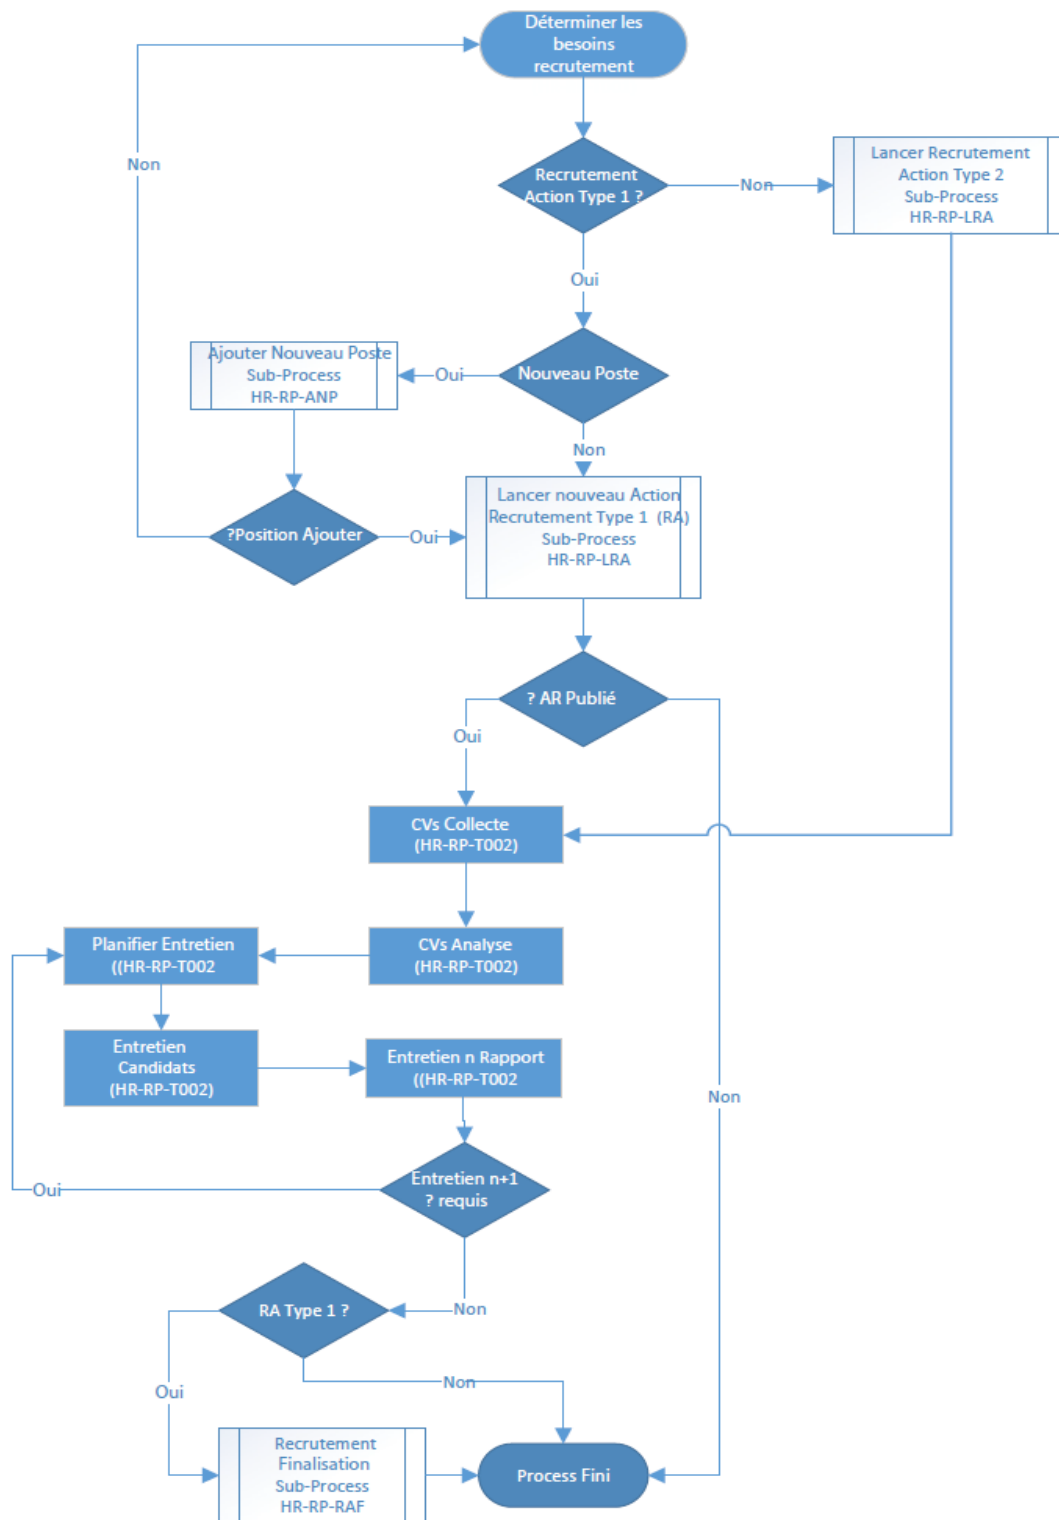 Déterminer les
besoins
recrutement
Non
Recrutement
Action Type 1 ?
Non
Lancer Recrutement
Action Type 2
Sub-Process
HR-RP-LRA
Oui
Ajouter Nouveau Poste
Sub-Process
HR-RP-ANP
Oui
Nouveau Poste
Non
Lancer nouveau Action
Recrutement Type 1 (RA)
Sub-Process
HR-RP-LRA
?Position Ajouter
Oui
? AR Publié
Oui
CVs Collecte
(HR-RP-T002)
Planifier Entretien
((HR-RP-T002
CVs Analyse
(HR-RP-T002)
Entretien
Candidats
(HR-RP-T002)
Entretien n Rapport
((HR-RP-T002
Non
Entretien n+1
? requis
Oui
RA Type 1 ?
Non
Oui
Non
Recrutement
Finalisation
Sub-Process
HR-RP-RAF
Process Fini